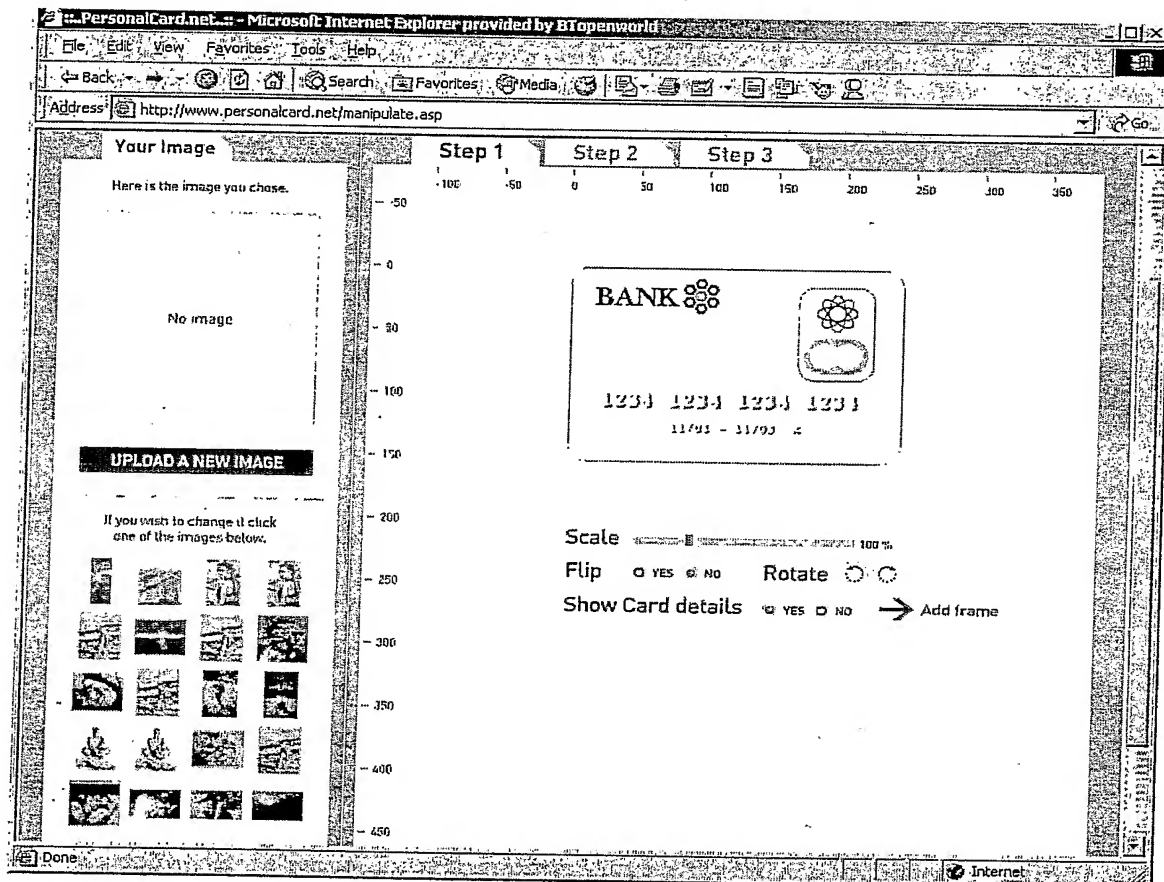 ::..PersonalCard.net..:: - Microsoft Internet Explorer provided by BTopenworld
File Edit View Favorites Tools Help
Back Search Favorites Media
Address http://www.personalcard.net/manipulate.asp Go
Your Image
Here is the image you chose.
No image
UPLOAD A NEW IMAGE
If you wish to change it click
one of the images below.
Step 1 Step 2 Step 3
-100 -50 0 50 100 150 200 250 300 350
-50
0
50
100
150
200
250
300
350
400
450
BANK
1234 1234 1234 1234
Scale 100 %
Flip YES NO Rotate
Show Card details YES NO Add frame
Done Internet